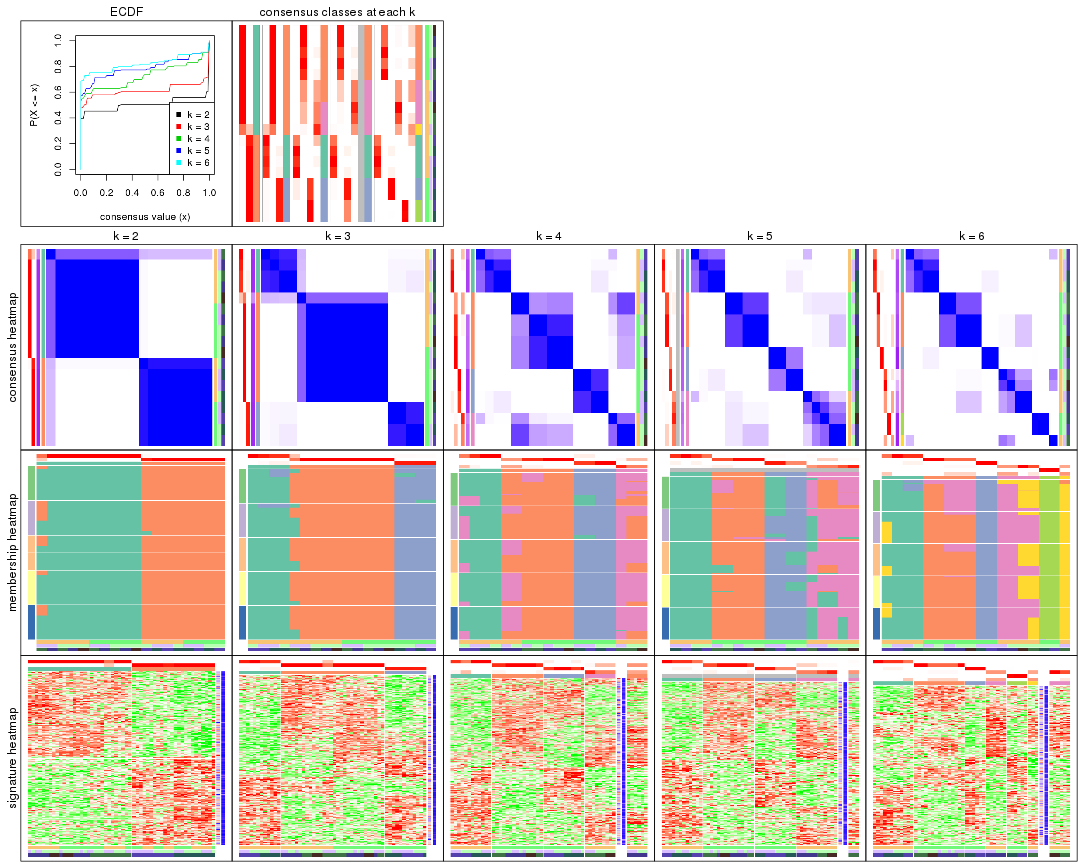 ECDF
consensus classes at each k
P(X <= x)
1.0
0.8
0.6
0.4
0.2
0.0
k = 2
k = 3
k = 4
k = 5
k = 6
0.0 0.2 0.4 0.6 0.8 1.0
consensus value (x)
k = 2
k = 3
k = 4
k = 5
k = 6
consensus heatmap
membership heatmap
signature heatmap